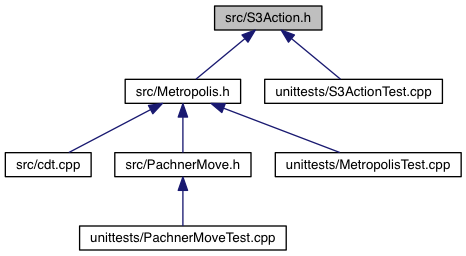 src/S3Action.h
src/Metropolis.h
unittests/S3ActionTest.cpp
src/cdt.cpp
src/PachnerMove.h
unittests/MetropolisTest.cpp
unittests/PachnerMoveTest.cpp